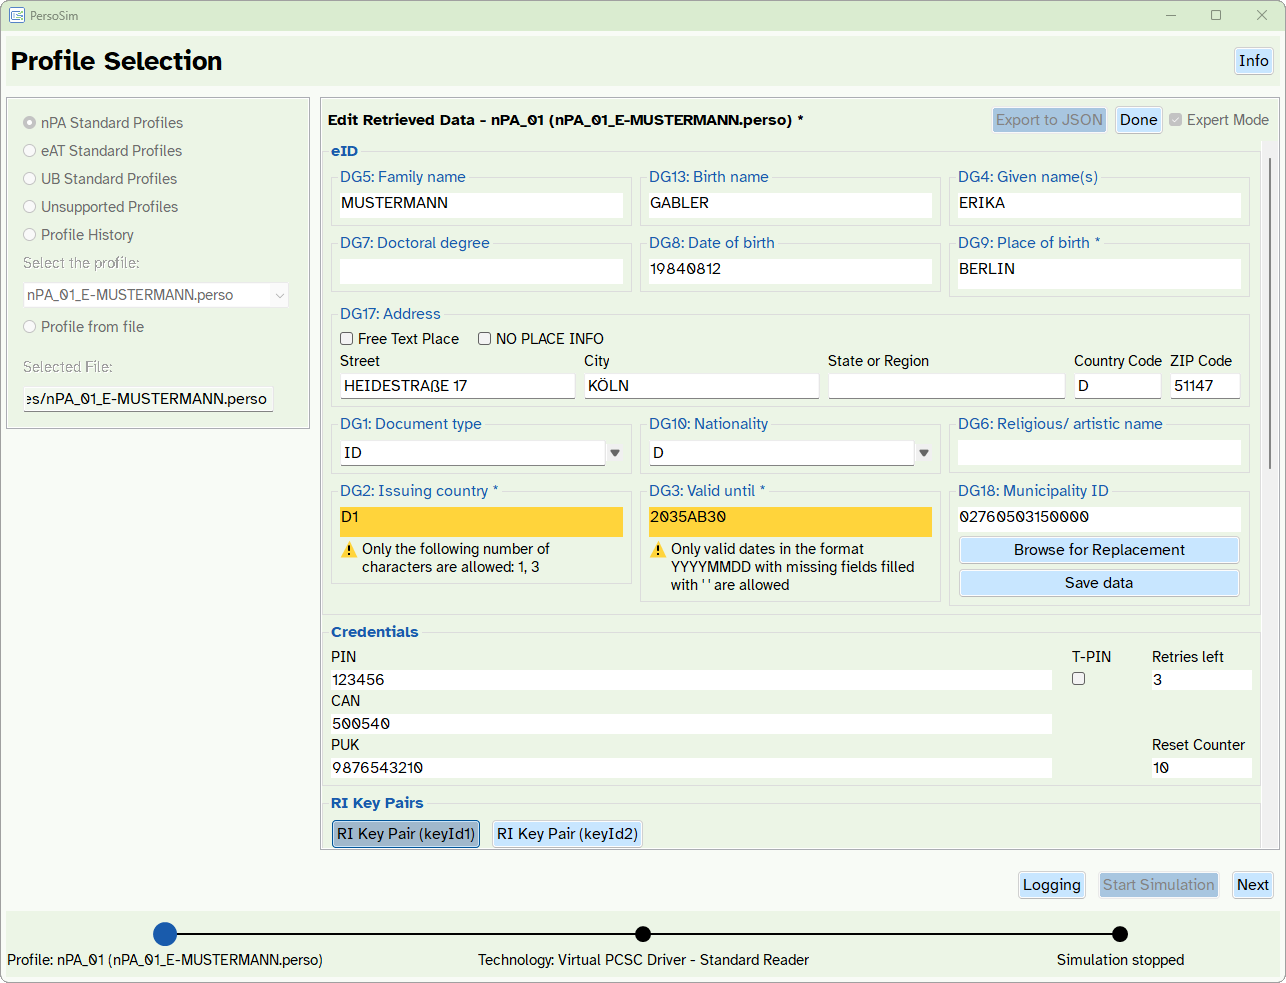 PersoSim
Profile Selection
Info
nPA Standard Profiles
eAT Standard Profiles
UB Standard Profiles
Unsupported Profiles
Profile History
Select the profile:
nPA_01_E-MUSTERMANN.perso
Profile from file
Selected File:
es/nPA_01_E-MUSTERMANN.perso
Edit Retrieved Data - nPA_01 (nPA_01_E-MUSTERMANN.perso) *
Export to JSON
Done
Expert Mode
eID
DG5: Family name
MUSTERMANN
DG13: Birth name
GABLER
DG4: Given name(s)
ERIKA
DG7: Doctoral degree
DG8: Date of birth
19840812
DG9: Place of birth *
BERLIN
DG17: Address
Free Text Place
NO PLACE INFO
Street
City
State or Region
Country Code
ZIP Code
HEIDESTRAßE 17
KÖLN
D
51147
DG1: Document type
ID
DG10: Nationality
D
DG6: Religious/ artistic name
DG2: Issuing country *
D1
Only the following number of
characters are allowed: 1, 3
DG3: Valid until *
2035AB30
Only valid dates in the format
YYYYMMDD with missing fields filled
with ' ' are allowed
DG18: Municipality ID
02760503150000
Browse for Replacement
Save data
Credentials
PIN
T-PIN
Retries left
123456
3
CAN
500540
PUK
Reset Counter
9876543210
10
RI Key Pairs
RI Key Pair (keyId1)
RI Key Pair (keyId2)
Logging
Start Simulation
Next
Profile: nPA_01 (nPA_01_E-MUSTERMANN.perso)
Technology: Virtual PCSC Driver - Standard Reader
Simulation stopped